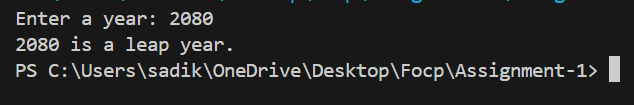 Enter a year: 2080
2080 is a leap year.
PS C:\Users\sadik\OneDrive\Desktop\Focp\Assignment-1>